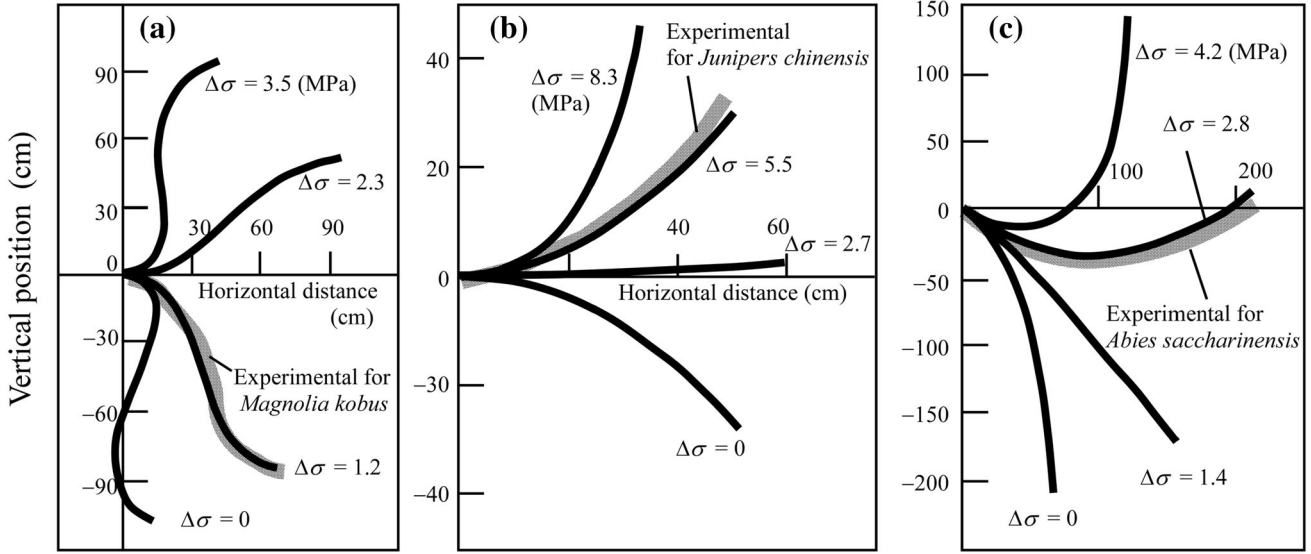 Vertical position (cm)
(a)
90
60
30
0
−30
−60
−90
Δσ = 3.5 (MPa)
Δσ = 2.3
30 60 90
Horizontal distance
(cm)
Experimental for
Magnolia kobus
Δσ = 1.2
Δσ = 0
(b)
40
20
0
−30
−40
Δσ = 8.3
(MPa)
Experimental
for Junipers chinensis
Δσ = 5.5
40 60
Δσ = 2.7
Horizontal distance (cm)
Δσ = 0
(c)
150
100
50
0
−50
−100
−150
−200
Δσ = 4.2 (MPa)
Δσ = 2.8
100 200
Experimental for
Abies saccharinensis
Δσ = 1.4
Δσ = 0